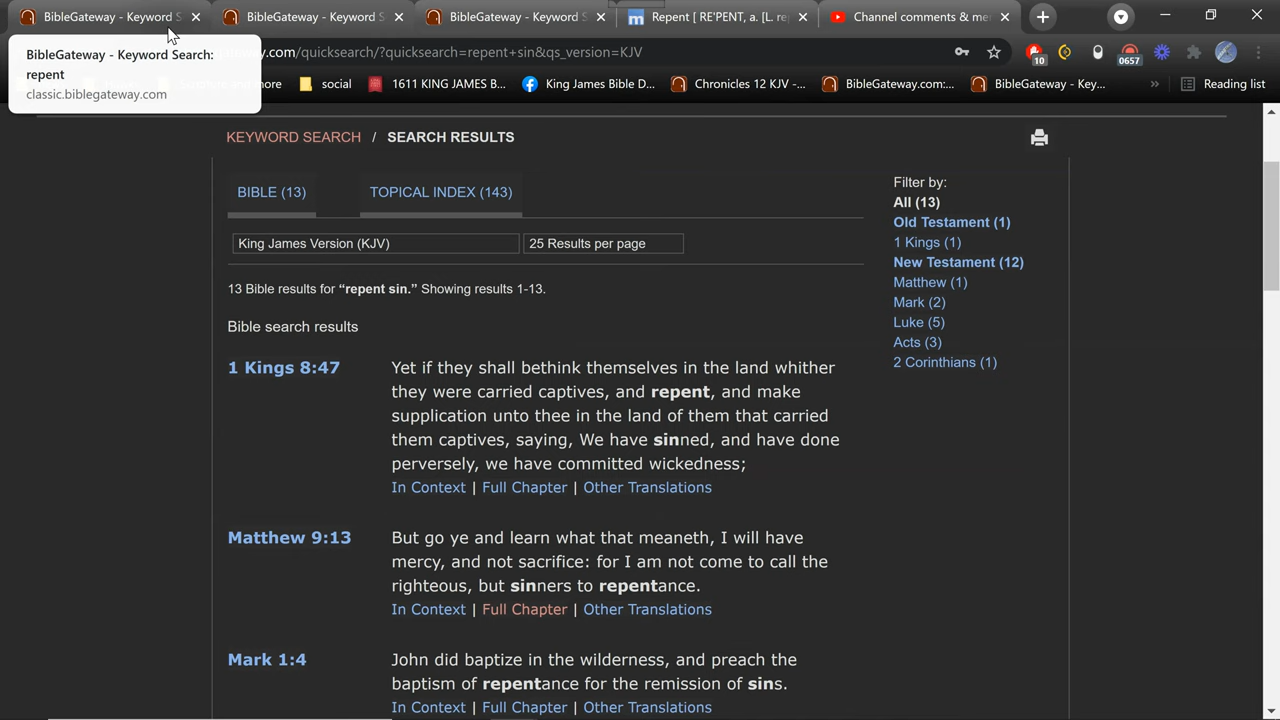 BibleGateway - Keyword S
BibleGateway - Keyword S
BibleGateway - Keyword S
Repent [ RE'PENT, a. [L. re
Channel comments & me
.com/quicksearch/?quicksearch=repent+sin&qs_version=KJV
10
0657
BibleGateway - Keyword Search:
repent
classic.biblegateway.com
social
1611 KING JAMES B...
King James Bible D...
Chronicles 12 KJV -...
BibleGateway.com:...
BibleGateway - Key...
»
Reading list
KEYWORD SEARCH / SEARCH RESULTS
BIBLE (13)
TOPICAL INDEX (143)
King James Version (KJV)
25 Results per page
13 Bible results for “repent sin.” Showing results 1-13.
Bible search results
1 Kings 8:47
Yet if they shall bethink themselves in the land whither
they were carried captives, and repent, and make
supplication unto thee in the land of them that carried
them captives, saying, We have sinned, and have done
perversely, we have committed wickedness;
In Context | Full Chapter | Other Translations
Matthew 9:13
But go ye and learn what that meaneth, I will have
mercy, and not sacrifice: for I am not come to call the
righteous, but sinners to repentance.
In Context | Full Chapter | Other Translations
Mark 1:4
John did baptize in the wilderness, and preach the
baptism of repentance for the remission of sins.
In Context | Full Chapter | Other Translations
Filter by:
All (13)
Old Testament (1)
1 Kings (1)
New Testament (12)
Matthew (1)
Mark (2)
Luke (5)
Acts (3)
2 Corinthians (1)